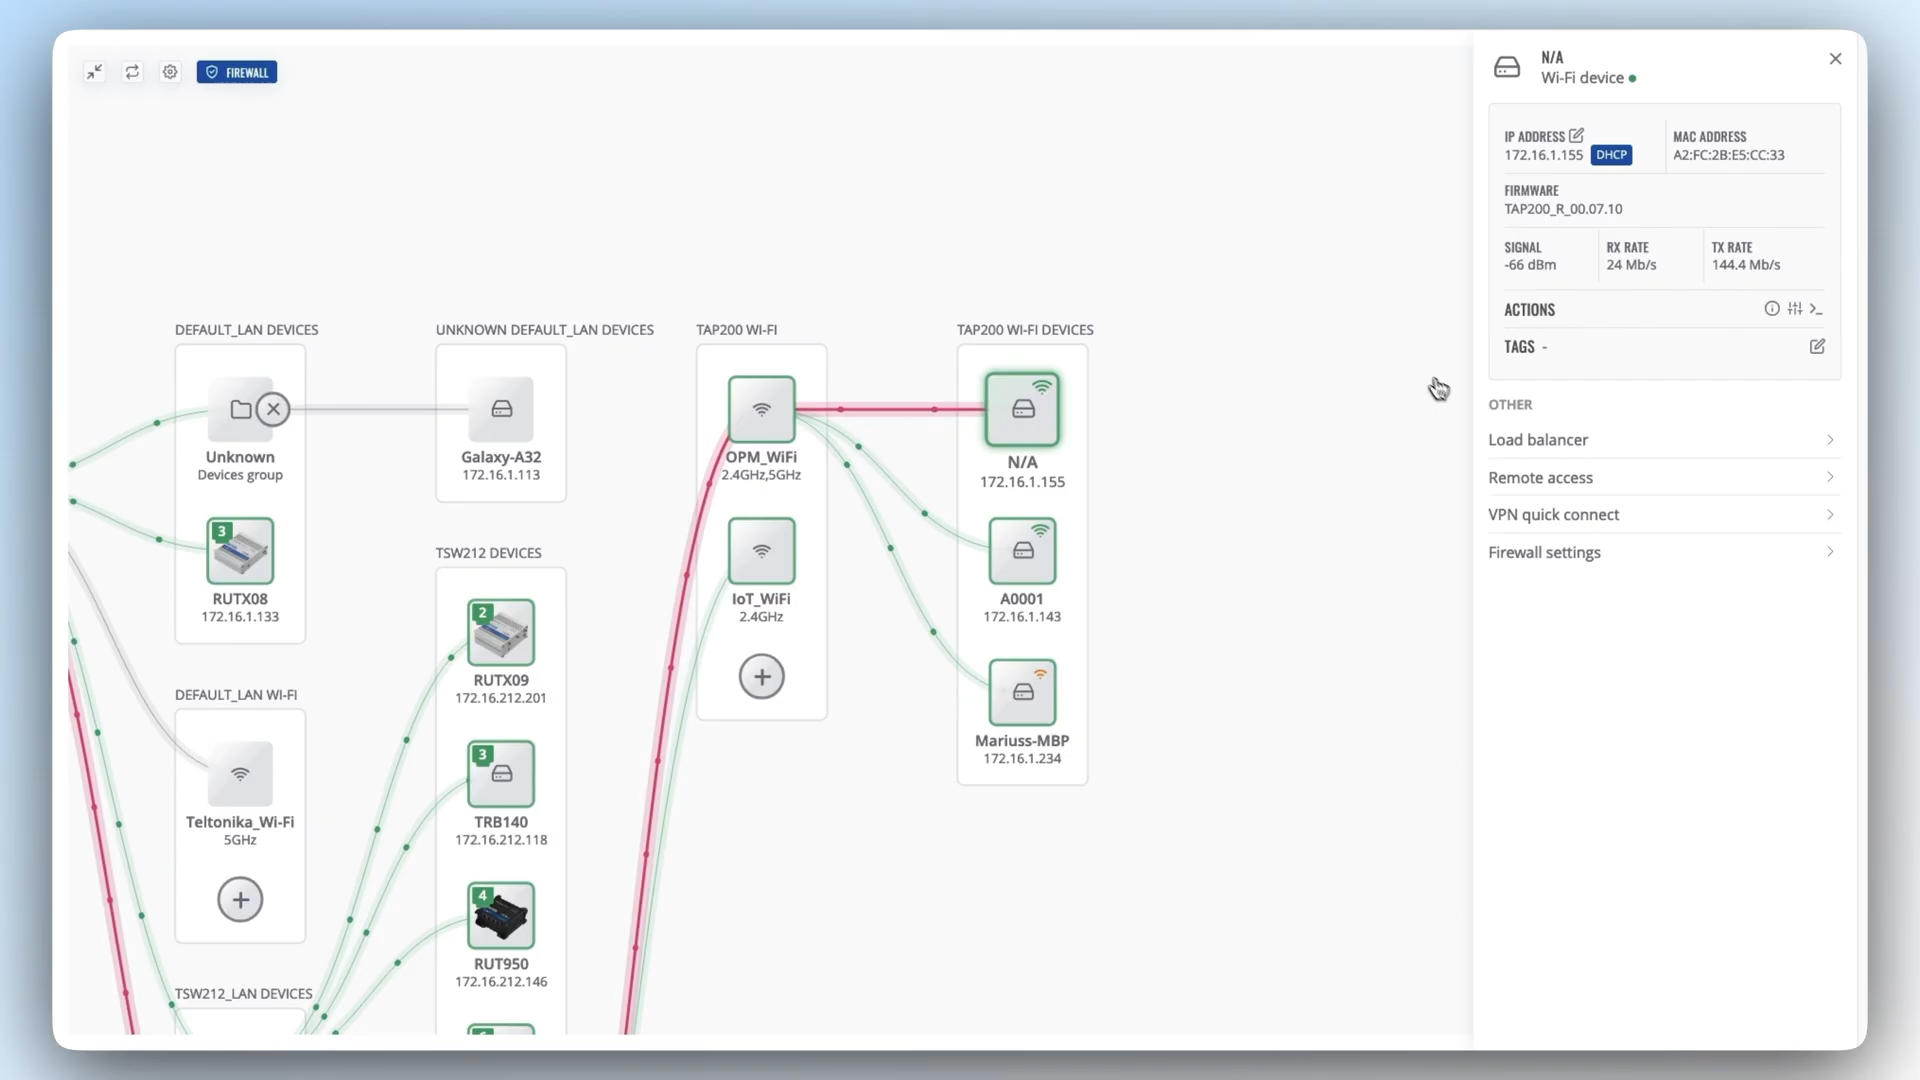 FIREWALL
DEFAULT_LAN DEVICES
Unknown
Devices group
3
RUTX08
172.16.1.133
DEFAULT_LAN WI-FI
Teltonika_Wi-Fi
5GHz
TSW212_LAN DEVICES
UNKNOWN DEFAULT_LAN DEVICES
Galaxy-A32
172.16.1.113
TSW212 DEVICES
2
RUTX09
172.16.212.201
3
TRB140
172.16.212.118
4
RUT950
172.16.212.146
TAP200 WI-FI
OPM_WiFi
2.4GHz,5GHz
IoT_WiFi
2.4GHz
TAP200 WI-FI DEVICES
N/A
172.16.1.155
A0001
172.16.1.143
Mariuss-MBP
172.16.1.234
N/A
Wi-Fi device
IP ADDRESS
172.16.1.155 DHCP
MAC ADDRESS
A2:FC:2B:E5:CC:33
FIRMWARE
TAP200_R_00.07.10
SIGNAL
-66 dBm
RX RATE
24 Mb/s
TX RATE
144.4 Mb/s
ACTIONS
TAGS -
OTHER
Load balancer
Remote access
VPN quick connect
Firewall settings